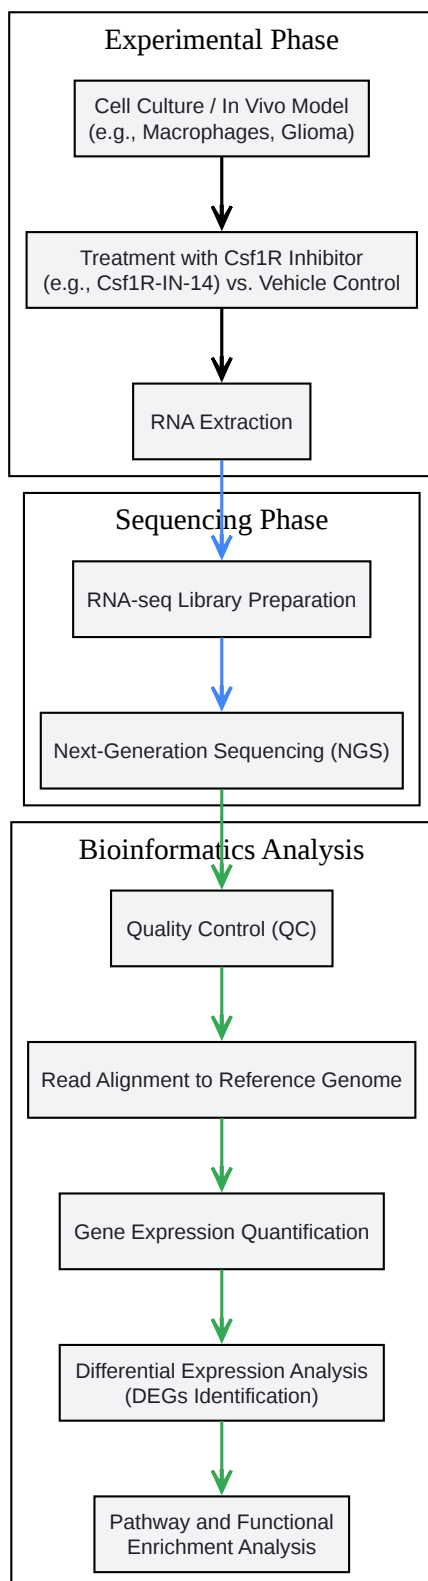 Experimental Phase
Cell Culture / In Vivo Model
(e.g., Macrophages, Glioma)
Treatment with Csf1R Inhibitor
(e.g., Csf1R-IN-14) vs. Vehicle Control
RNA Extraction
Sequencing Phase
RNA-seq Library Preparation
Next-Generation Sequencing (NGS)
Bioinformatics Analysis
Quality Control (QC)
Read Alignment to Reference Genome
Gene Expression Quantification
Differential Expression Analysis
(DEGs Identification)
Pathway and Functional
Enrichment Analysis